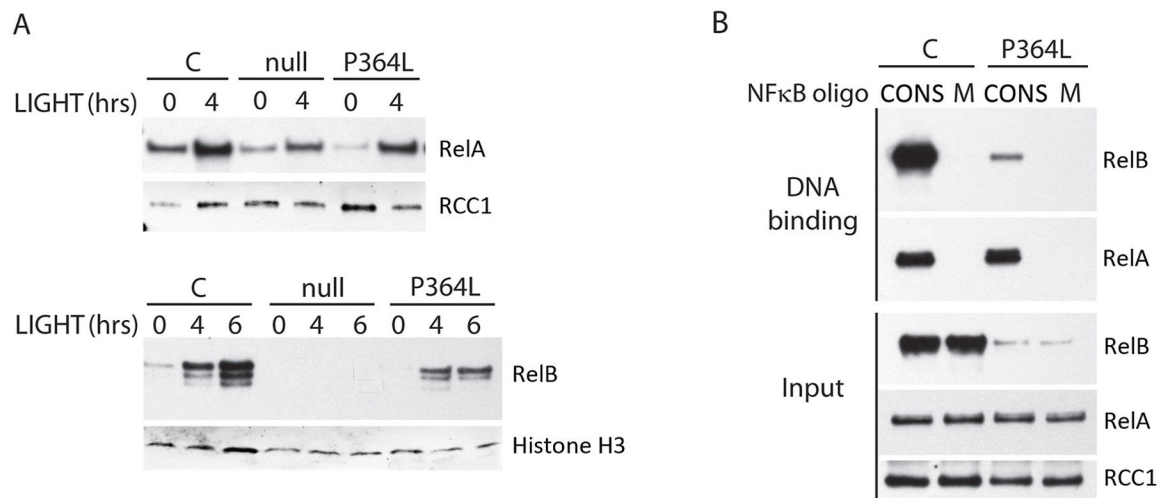 A
C null P364L
LIGHT (hrs) 0 4 0 4 0 4
RelA
RCC1
C null P364L
LIGHT (hrs) 0 4 6 0 4 6 0 4 6
RelB
Histone H3
B
C P364L
NFκB oligo CONS M CONS M
DNA
binding
RelB
RelA
Input
RelB
RelA
RCC1